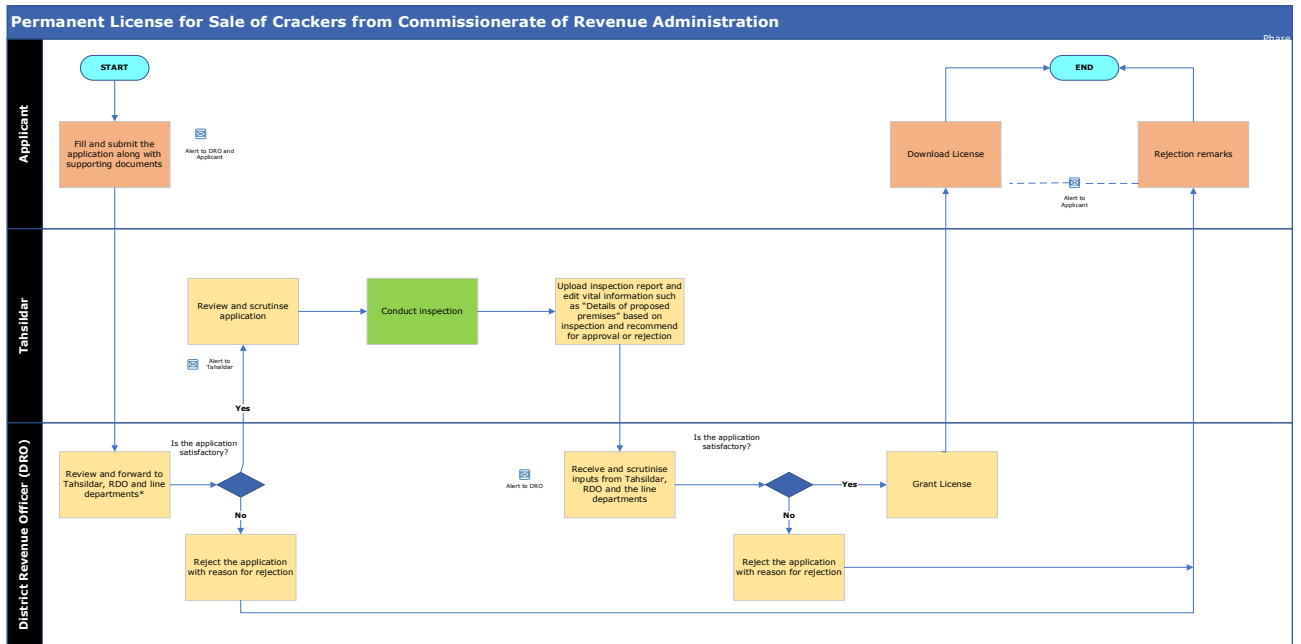 Permanent License for Sale of Crackers from Commissionerate of Revenue Administration
Phase
Applicant
START
END
Fill and submit the
application along with
supporting documents
Alert to DRO and
Applicant
Download License
Rejection remarks
Alert to
Applicant
Tahsildar
Review and scrutinise
application
Conduct inspection
Upload inspection report and
edit vital information such
as “Details of proposed
premises” based on
inspection and recommend
for approval or rejection
Alert to
Tahsildar
Yes
District Revenue Officer (DRO)
Is the application
satisfactory?
Review and forward to
Tahsildar, RDO and line
departments*
No
Reject the application
with reason for rejection
Alert to DRO
Receive and scrutinise
inputs from Tahsildar,
RDO and the line
departments
Is the application
satisfactory?
Yes
Grant License
No
Reject the application
with reason for rejection